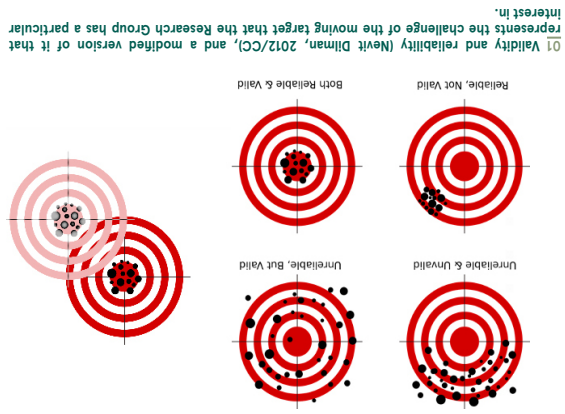 Unreliable & Unvalid
Unreliable, But Valid
Reliable, Not Valid
Both Reliable & Valid
01 Validity and reliability (Nevit Dilman, 2012/CC), and a modified version of it that
represents the challenge of the moving target that the Research Group has a particular
interest in.